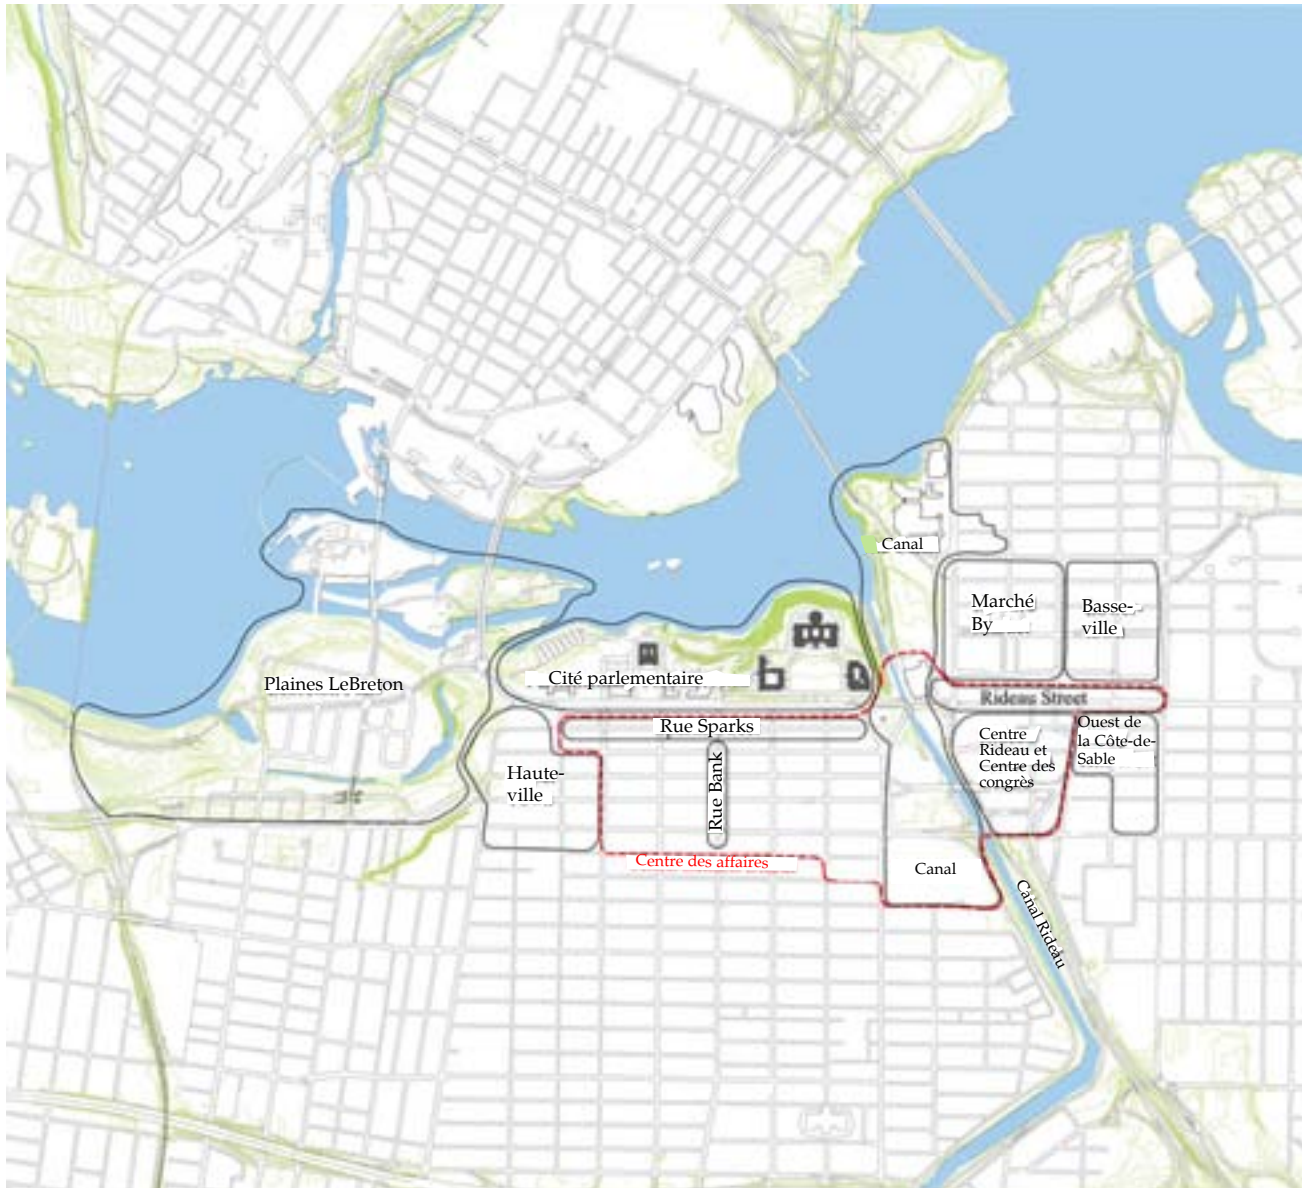 Canal
Marché
By
Basse-
ville
Cité parlementaire
Plaines LeBreton
Rideau Street
Rue Sparks
Ouest de
la Côte-de-
Sable
Centre
Rideau et
Centre des
congrès
Haute-
ville
Rue Bank
Centre des affaires
Canal
Canal Rideau